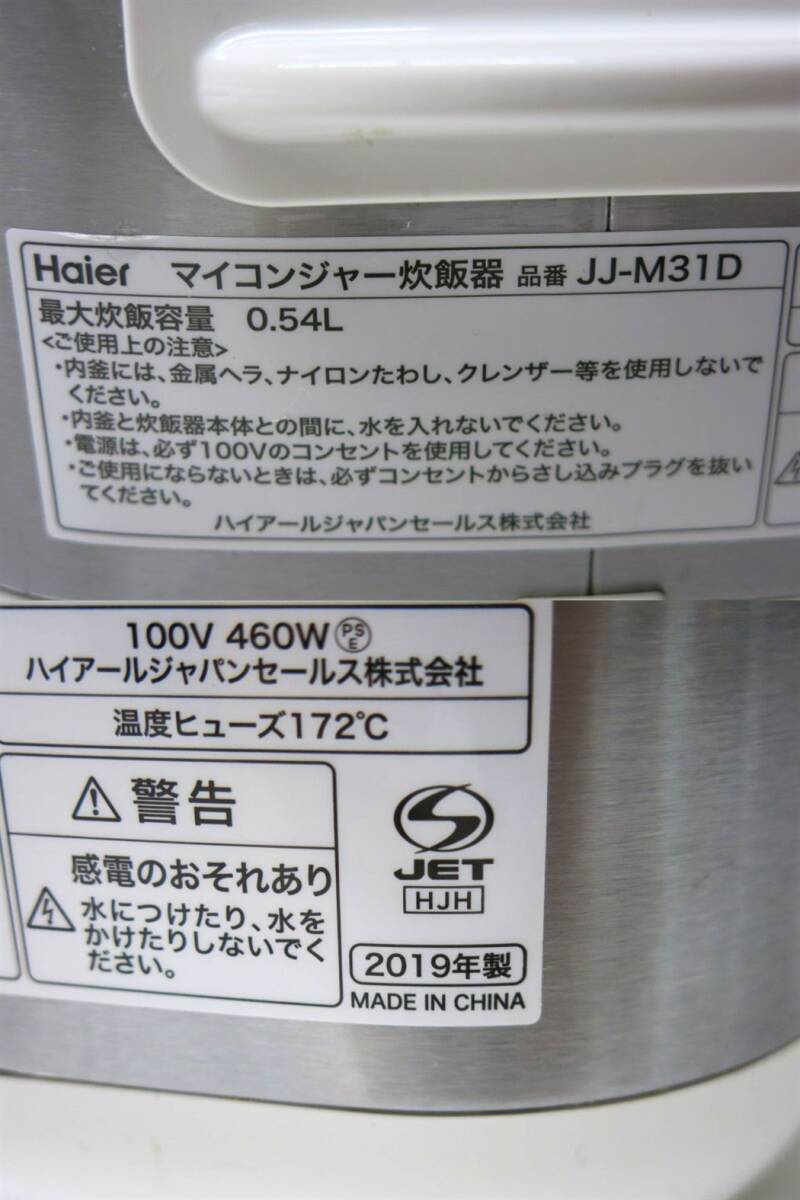 Haier マイコンジャー炊飯器 品番 JJ-M31D
最大炊飯容量 0.54L
<ご使用上の注意>
・内釜には、金属ヘラ、ナイロンたわし、クレンザー等を使用しないで
ください。
・内釜と炊飯器本体との間に、水を入れないでください。
・電源は、必ず100Vのコンセントを使用してください。
・ご使用にならないときは、必ずコンセントからさし込みプラグを抜い
てください。
ハイアールジャパンセールス株式会社
100V 460W PSE
ハイアールジャパンセールス株式会社
温度ヒューズ172℃
警告
感電のおそれあり
水につけたり、水を
かけたりしないでく
ださい。
JET
HJH
2019年製
MADE IN CHINA